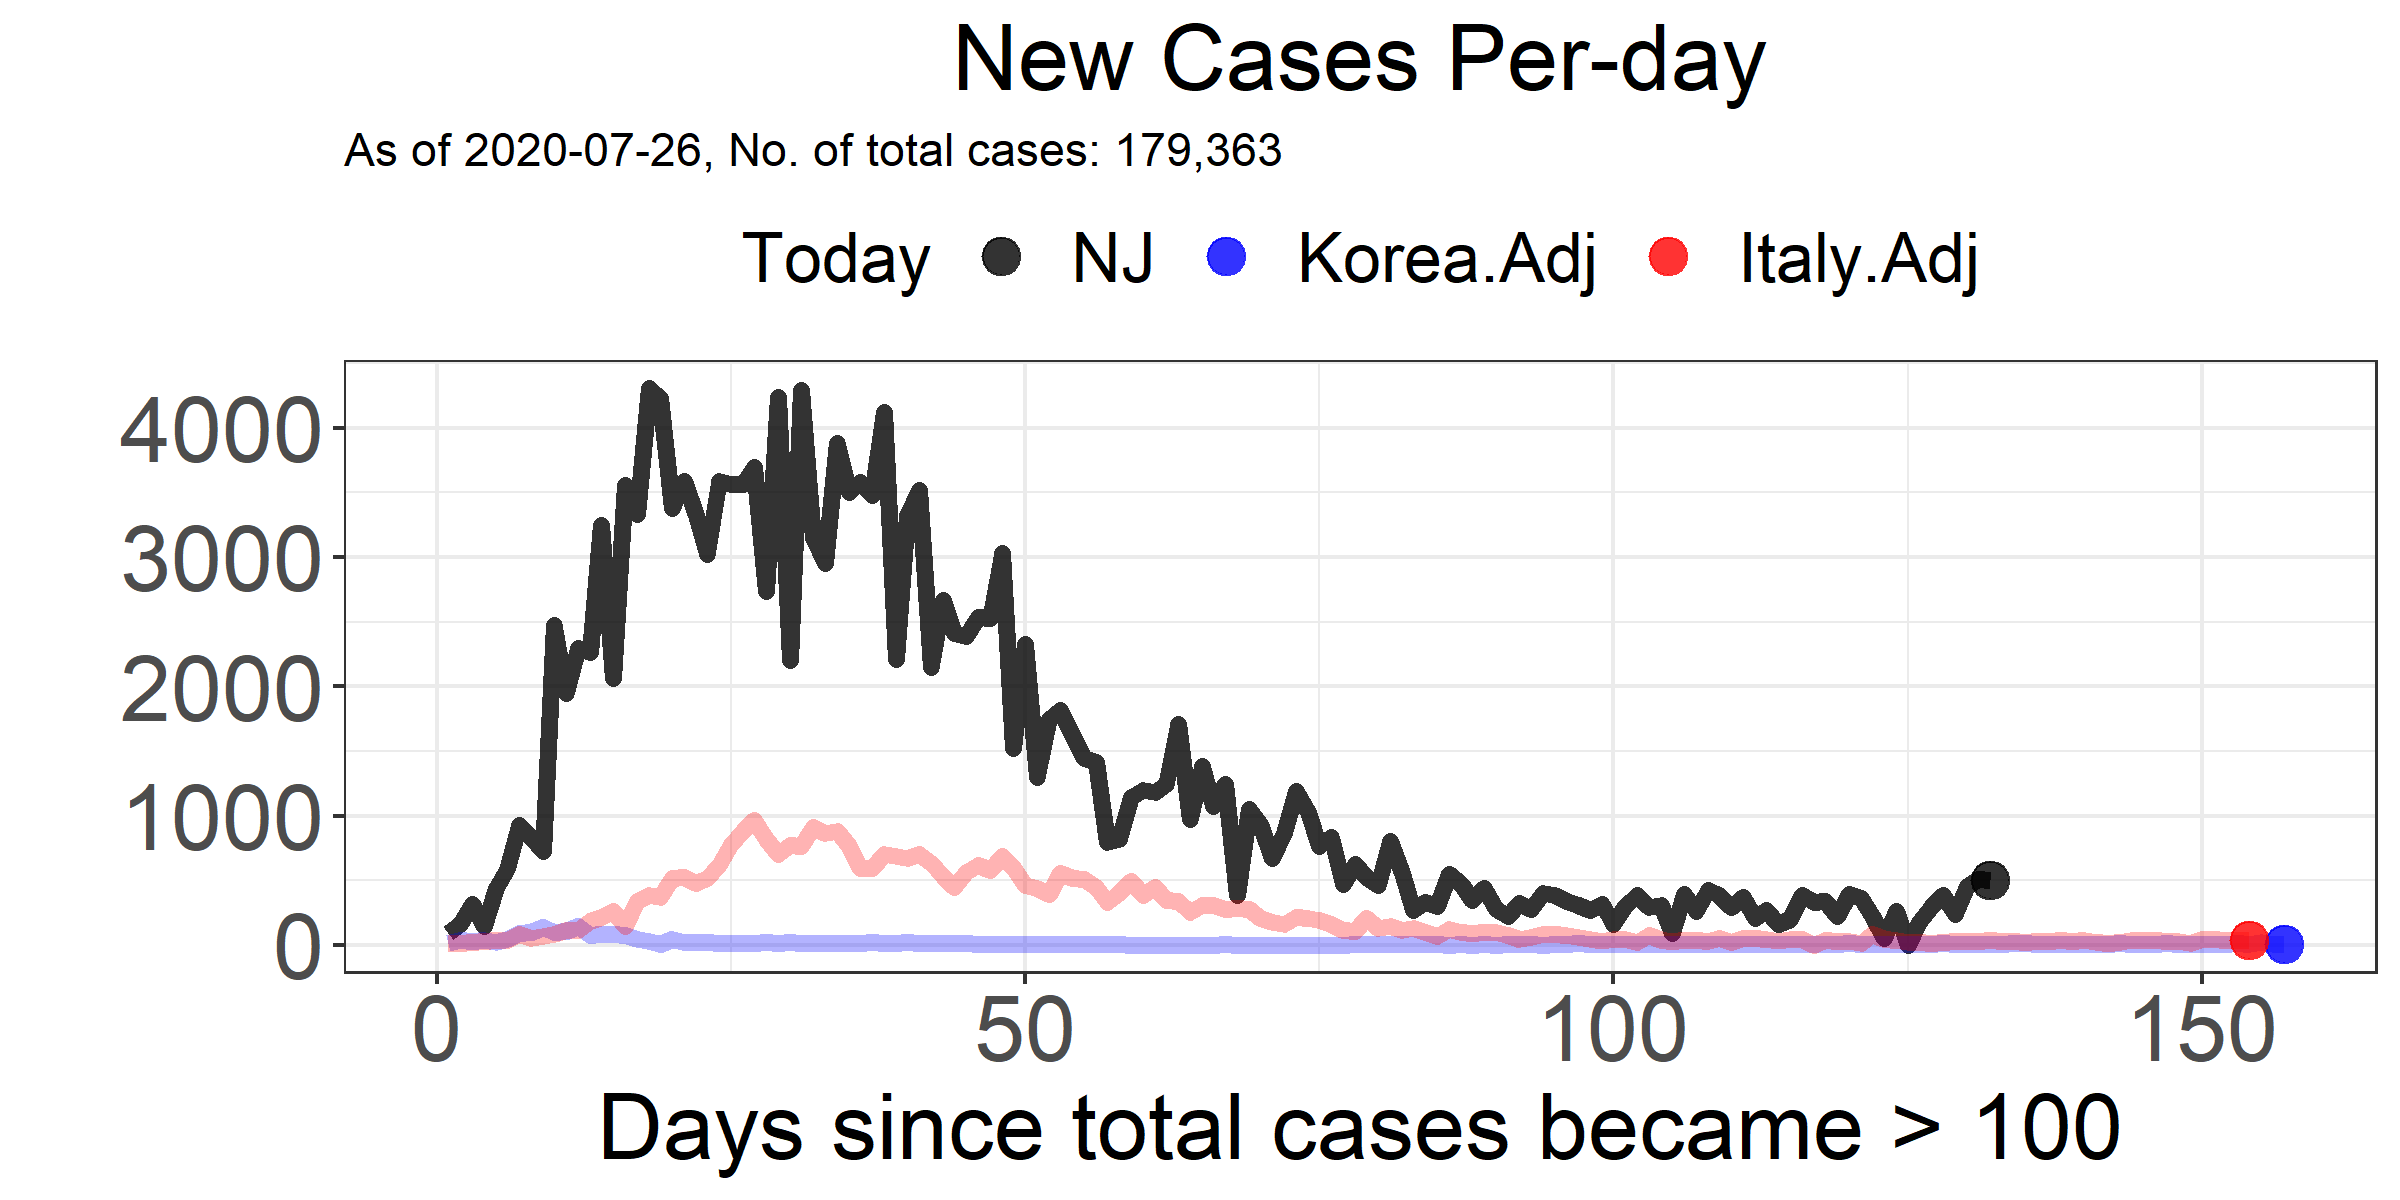 New Cases Per-day
As of 2020-07-26, No. of total cases: 179,363
Today NJ Korea.Adj Italy.Adj
4000
3000
2000
1000
0
0 50 100 150
Days since total cases became > 100